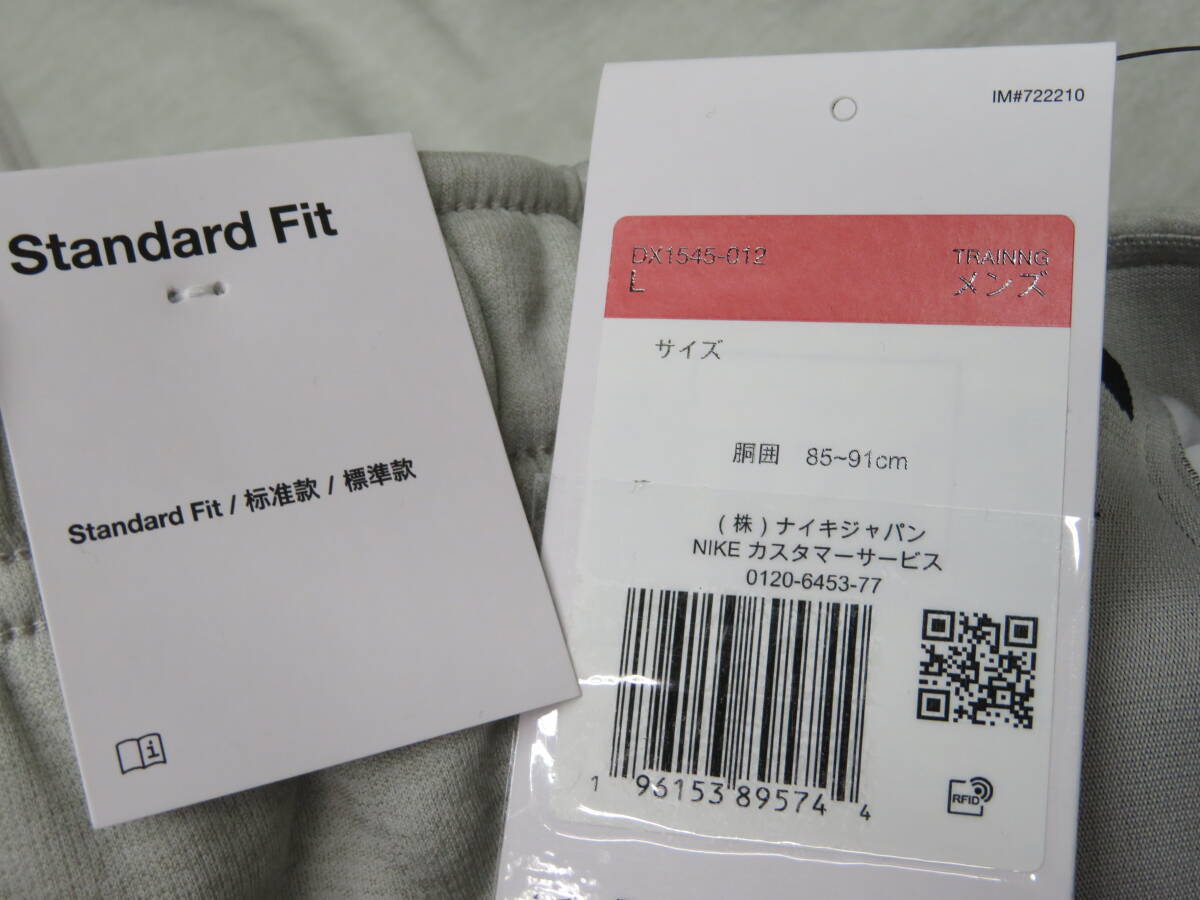 Standard Fit
Standard Fit / 标准款 / 標準款
IM#722210
DX1545-012
L
TRAINNG
メンズ
サイズ
胴囲 85~91cm
(株)ナイキジャパン
NIKE カスタマーサービス
0120-6453-77
1 96153 89574 4
RFID